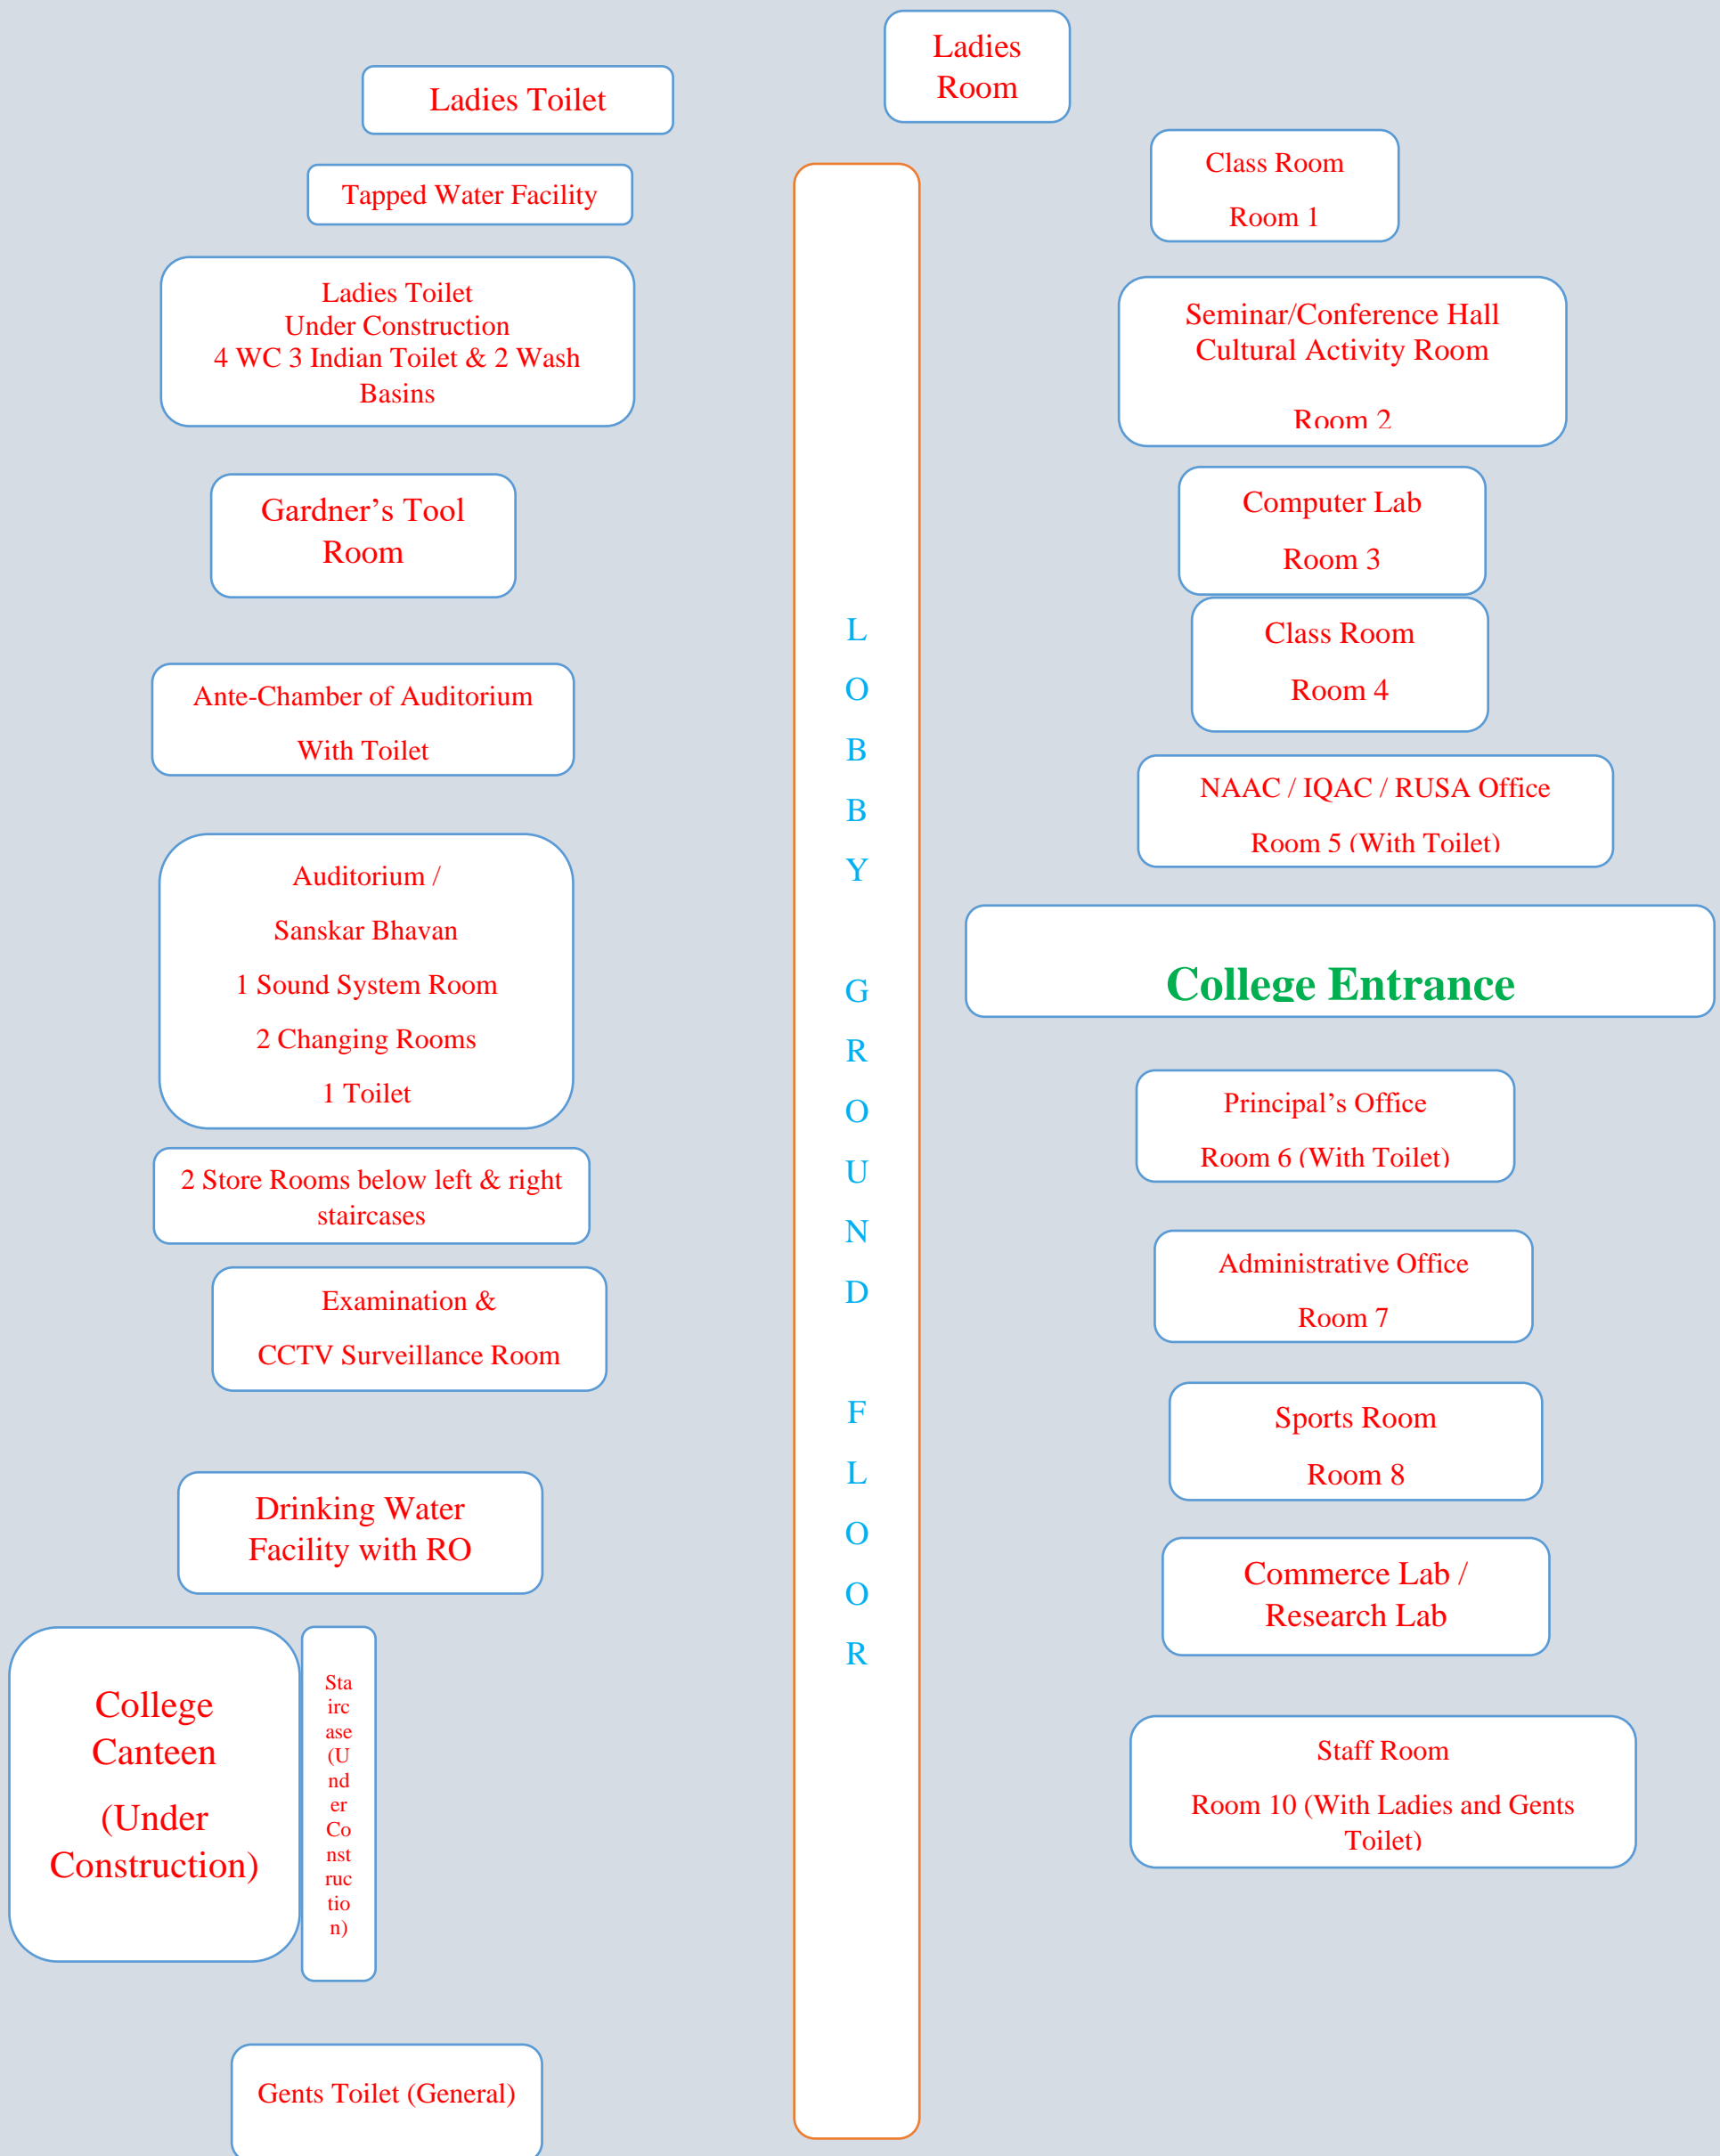 Ladies
Room
Ladies Toilet
Tapped Water Facility
Ladies Toilet
Under Construction
4 WC 3 Indian Toilet & 2 Wash
Basins
Gardner’s Tool
Room
Ante-Chamber of Auditorium
With Toilet
Auditorium /
Sanskar Bhavan
1 Sound System Room
2 Changing Rooms
1 Toilet
2 Store Rooms below left & right
staircases
Examination &
CCTV Surveillance Room
Drinking Water
Facility with RO
College
Canteen
(Under
Construction)
Sta
irc
ase
(U
nd
er
Co
nst
ruc
tio
n)
Gents Toilet (General)
L
O
B
B
Y
G
R
O
U
N
D
F
L
O
O
R
Class Room
Room 1
Seminar/Conference Hall
Cultural Activity Room
Room 2
Computer Lab
Room 3
Class Room
Room 4
NAAC / IQAC / RUSA Office
Room 5 (With Toilet)
College Entrance
Principal’s Office
Room 6 (With Toilet)
Administrative Office
Room 7
Sports Room
Room 8
Commerce Lab /
Research Lab
Staff Room
Room 10 (With Ladies and Gents
Toilet)